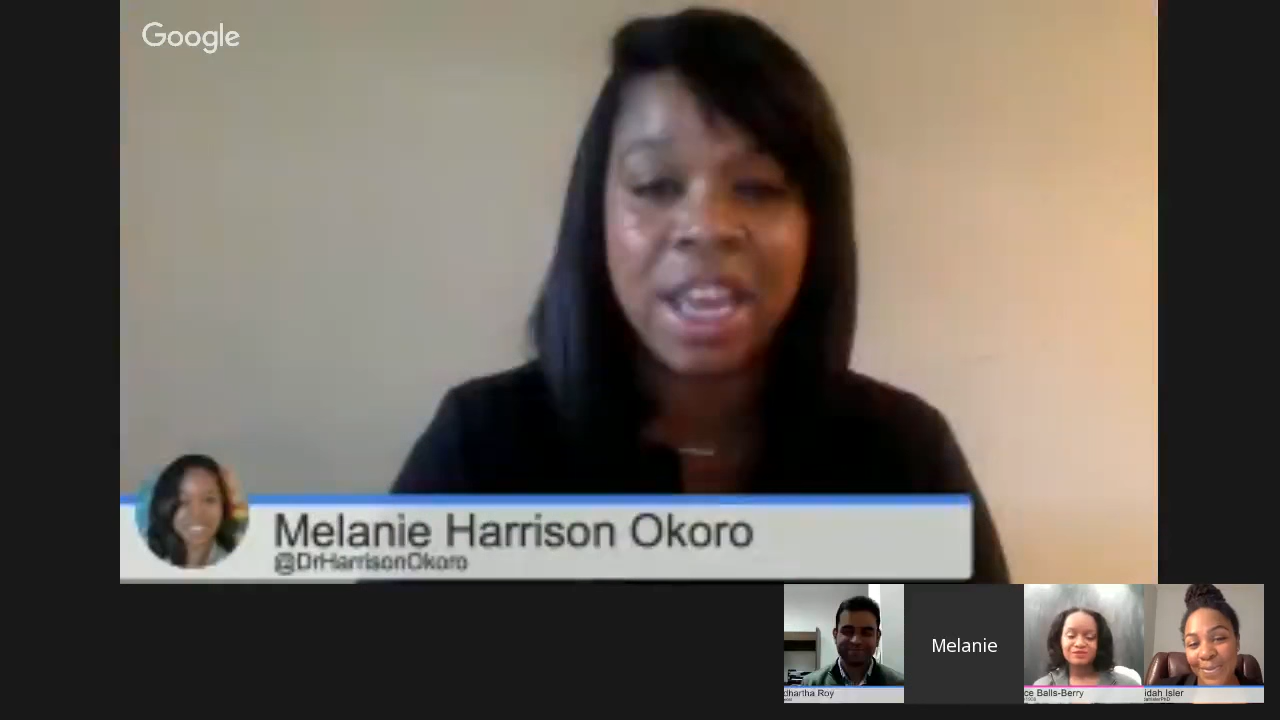 Google
Melanie Harrison Okoro
@DrHarrisonOkoro
Melanie
dhartha Roy
ce Balls-Berry
idah Isler